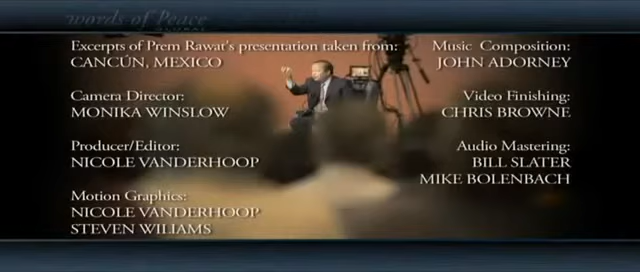 words of Peace
GLOBAL
Excerpts of Prem Rawat's presentation taken from:
CANCÚN, MEXICO
Camera Director:
MONIKA WINSLOW
Producer/Editor:
NICOLE VANDERHOOP
Motion Graphics:
NICOLE VANDERHOOP
STEVEN WILIAMS
Music Composition:
JOHN ADORNEY
Video Finishing:
CHRIS BROWNE
Audio Mastering:
BILL SLATER
MIKE BOLENBACH